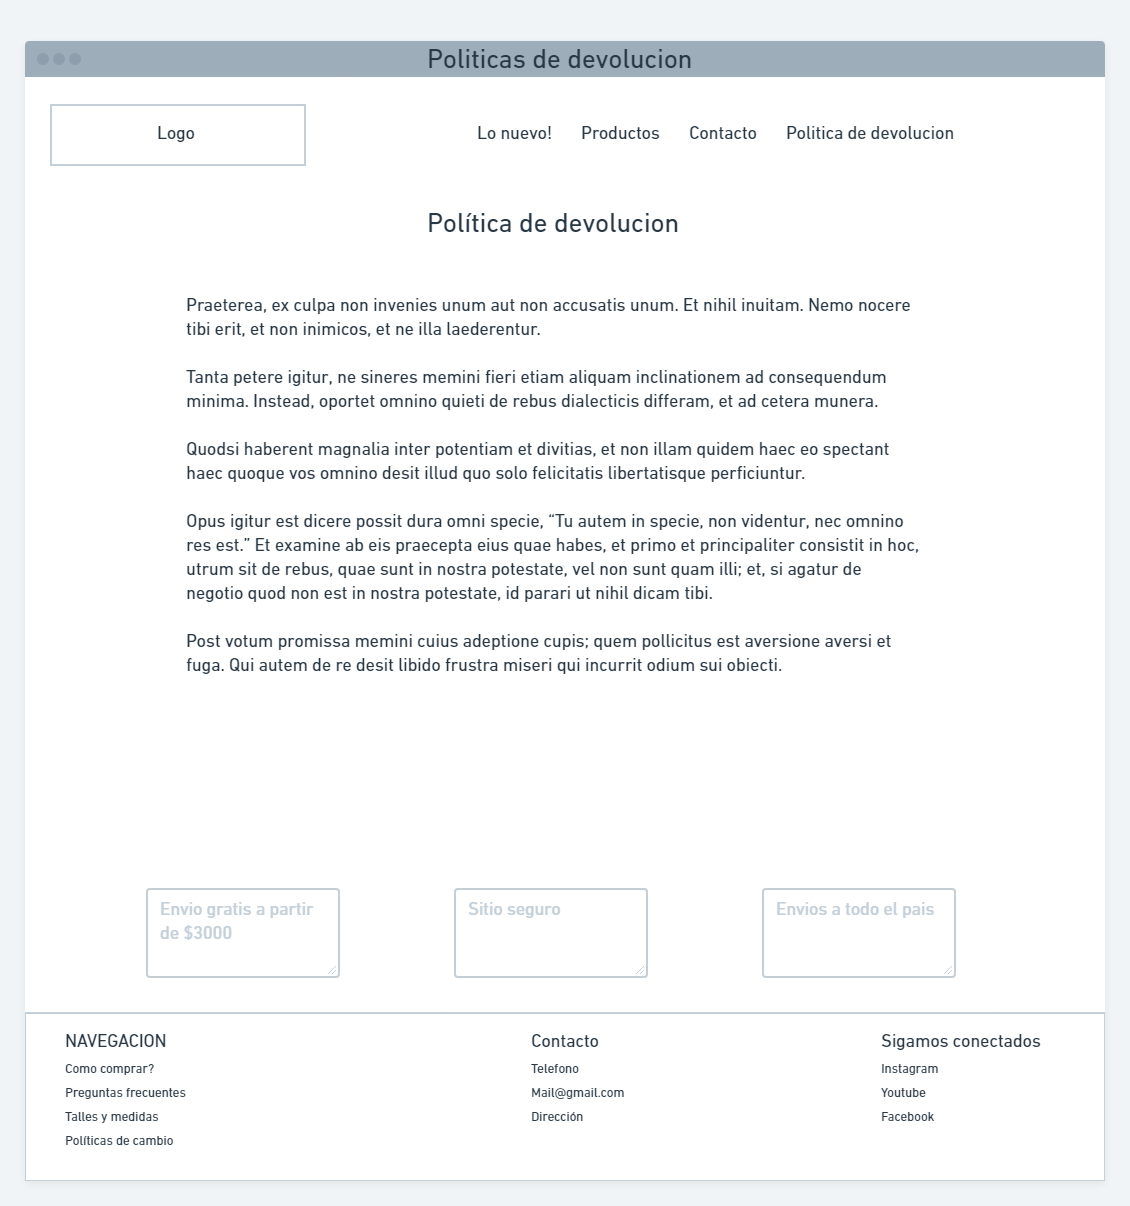 Politicas de devolucion
Logo
Lo nuevo! Productos Contacto Politica de devolucion
Política de devolucion
Praeterea, ex culpa non invenies unum aut non accusatis unum. Et nihil inuitam. Nemo nocere
tibi erit, et non inimicos, et ne illa laederentur.
Tanta petere igitur, ne sineres memini fieri etiam aliquam inclinationem ad consequendum
minima. Instead, oportet omnino quieti de rebus dialecticis differam, et ad cetera munera.
Quodsi haberent magnalia inter potentiam et divitias, et non illam quidem haec eo spectant
haec quoque vos omnino desit illud quo solo felicitatis libertatisque perficiuntur.
Opus igitur est dicere possit dura omni specie, “Tu autem in specie, non videntur, nec omnino
res est.” Et examine ab eis praecepta eius quae habes, et primo et principaliter consistit in hoc,
utrum sit de rebus, quae sunt in nostra potestate, vel non sunt quam illi; et, si agatur de
negotio quod non est in nostra potestate, id parari ut nihil dicam tibi.
Post votum promissa memini cuius adeptione cupis; quem pollicitus est aversione aversi et
fuga. Qui autem de re desit libido frustra miseri qui incurrit odium sui obiecti.
Envio gratis a partir
de $3000
Sitio seguro
Envios a todo el pais
NAVEGACION
Como comprar?
Preguntas frecuentes
Talles y medidas
Políticas de cambio
Contacto
Telefono
Mail@gmail.com
Dirección
Sigamos conectados
Instagram
Youtube
Facebook